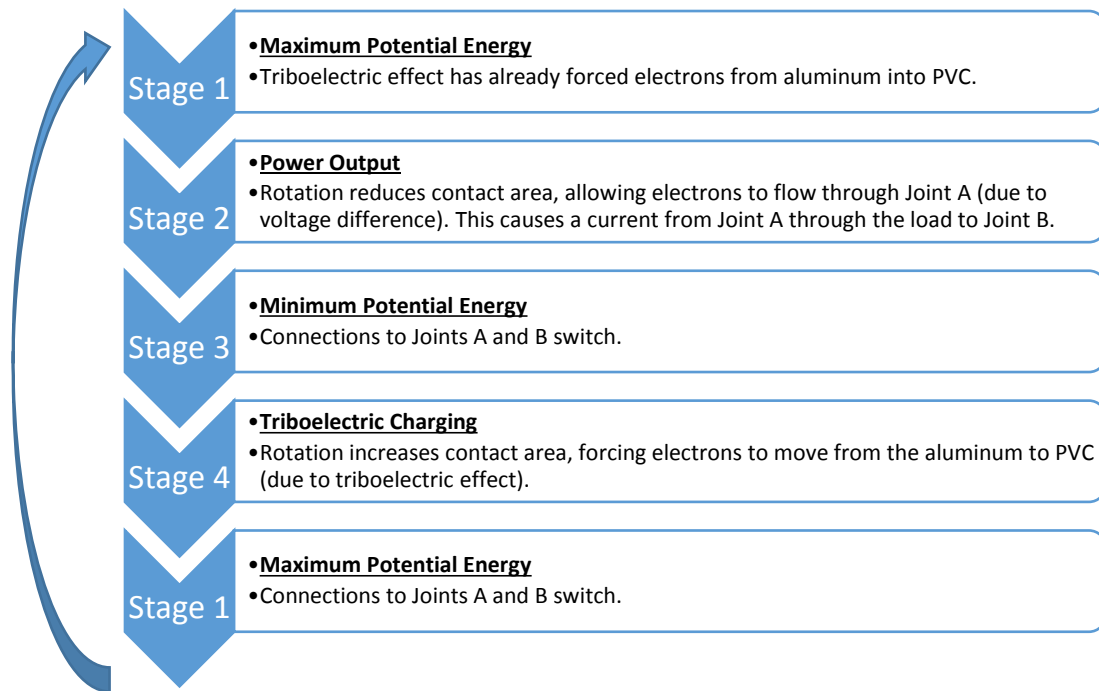 Stage 1
•Maximum Potential Energy
•Triboelectric effect has already forced electrons from aluminum into PVC.
Stage 2
•Power Output
•Rotation reduces contact area, allowing electrons to flow through Joint A (due to
voltage difference). This causes a current from Joint A through the load to Joint B.
Stage 3
•Minimum Potential Energy
•Connections to Joints A and B switch.
Stage 4
•Triboelectric Charging
•Rotation increases contact area, forcing electrons to move from the aluminum to PVC
(due to triboelectric effect).
Stage 1
•Maximum Potential Energy
•Connections to Joints A and B switch.